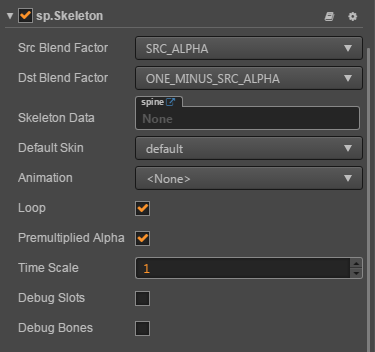 sp.Skeleton
Src Blend Factor SRC_ALPHA
Dst Blend Factor ONE_MINUS_SRC_ALPHA
spine
Skeleton Data None
Default Skin default
Animation <None>
Loop
Premultiplied Alpha
Time Scale 1
Debug Slots
Debug Bones